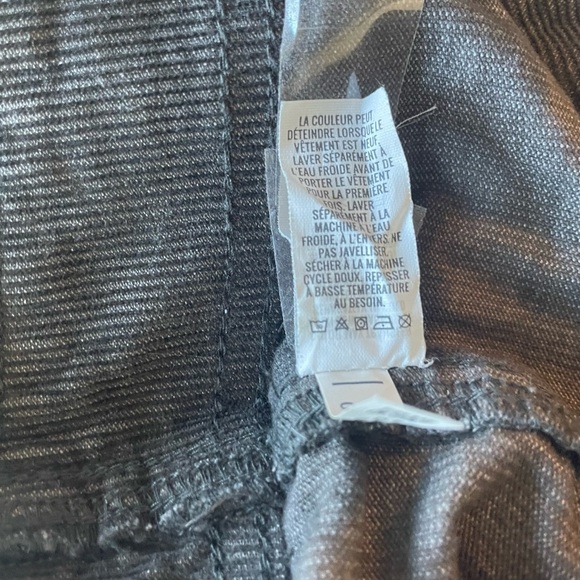 LA COULEUR PEUT
DÉTEINDRE LORSQUE LE
VÊTEMENT EST NEUF.
LAVER SÉPARÉMENT À
L'EAU FROIDE AVANT DE
PORTER LE VÊTEMENT
POUR LA PREMIÈRE
FOIS. LAVER
SÉPARÉMENT À LA
MACHINE À L'EAU
FROIDE, À L'ENVERS NE
PAS JAVELLISER.
SÉCHER À LA MACHINE
CYCLE DOUX. REPASSER
À BASSE TEMPÉRATURE
AU BESOIN.